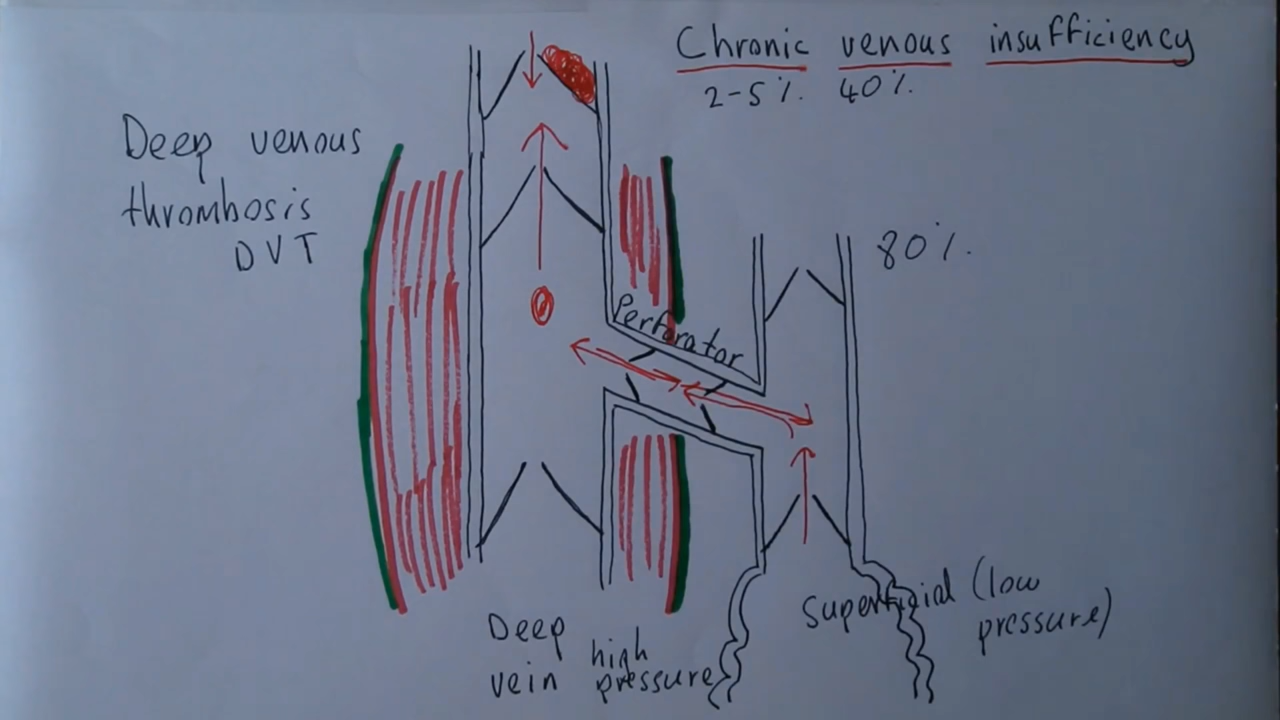 Chronic venous insufficiency
2-5%. 40%.
Deep venous
thrombosis
DVT
80%.
Perforator
Superficial (low
pressure)
Deep
vein
high
pressure